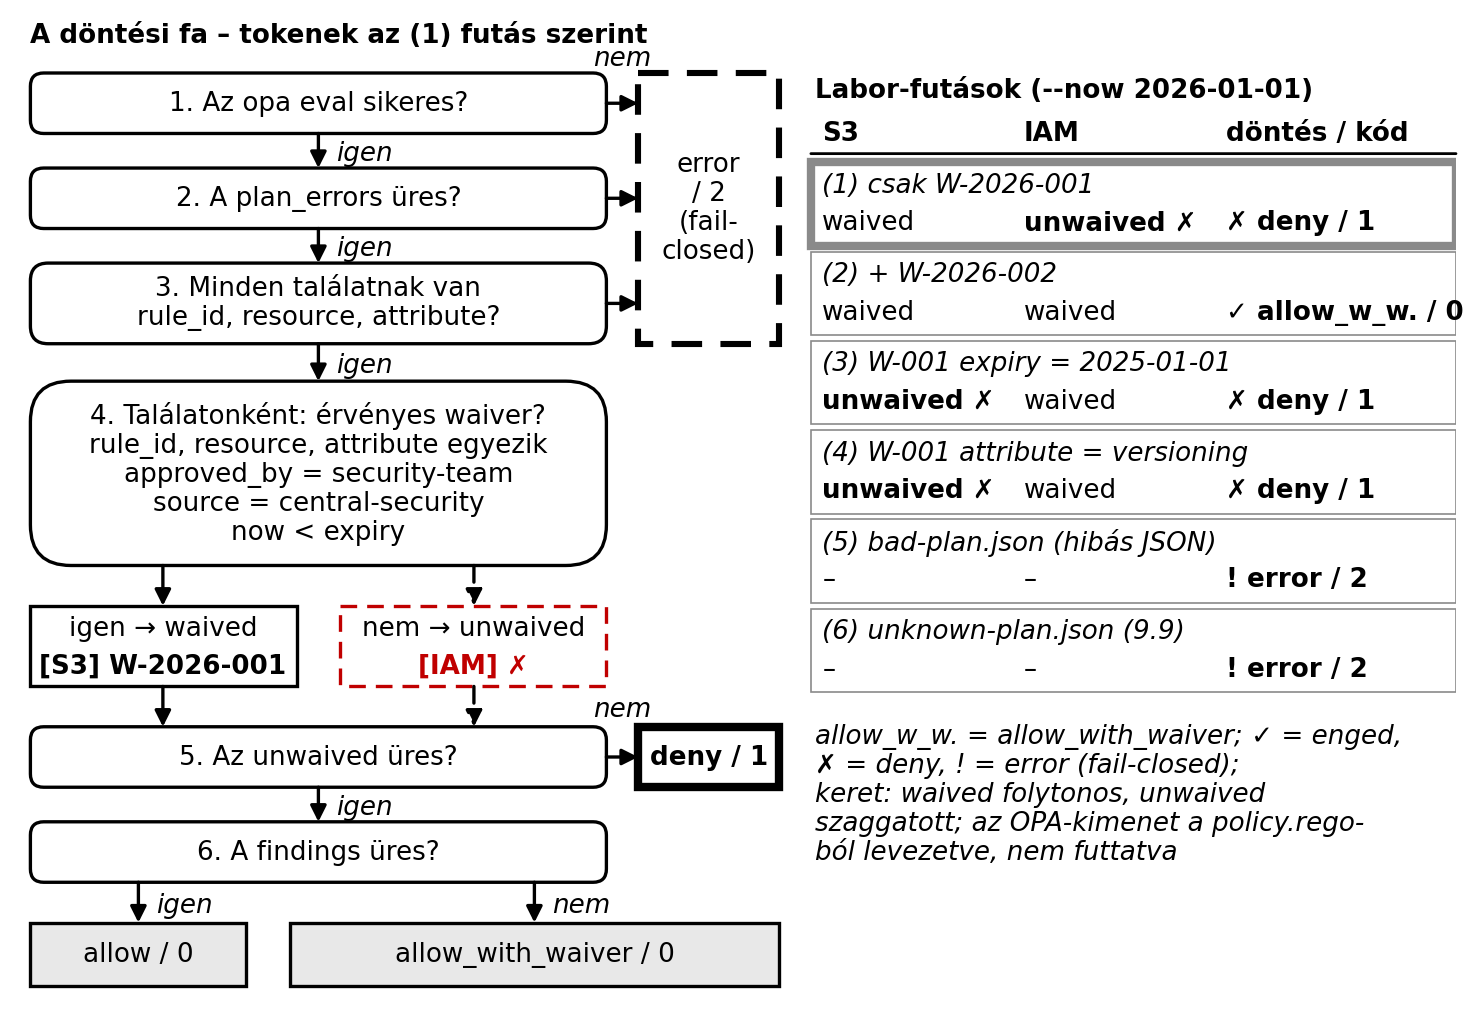 A döntési fa – tokenek az (1) futás szerint
nem
1. Az opa eval sikeres?
igen
2. A plan_errors üres?
igen
3. Minden találatnak van
rule_id, resource, attribute?
error
/ 2
(fail-
closed)
igen
4. Találatonként: érvényes waiver?
rule_id, resource, attribute egyezik
approved_by = security-team
source = central-security
now < expiry
igen → waived
[S3] W-2026-001
nem → unwaived
[IAM] ✗
nem
5. Az unwaived üres?
deny / 1
igen
6. A findings üres?
igen
nem
allow / 0
allow_with_waiver / 0
Labor-futások (--now 2026-01-01)
S3 IAM döntés / kód
(1) csak W-2026-001
waived unwaived ✗ ✗ deny / 1
(2) + W-2026-002
waived waived ✓ allow_w_w. / 0
(3) W-001 expiry = 2025-01-01
unwaived ✗ waived ✗ deny / 1
(4) W-001 attribute = versioning
unwaived ✗ waived ✗ deny / 1
(5) bad-plan.json (hibás JSON)
– – ! error / 2
(6) unknown-plan.json (9.9)
– – ! error / 2
allow_w_w. = allow_with_waiver; ✓ = enged,
✗ = deny, ! = error (fail-closed);
keret: waived folytonos, unwaived
szaggatott; az OPA-kimenet a policy.rego-
ból levezetve, nem futtatva